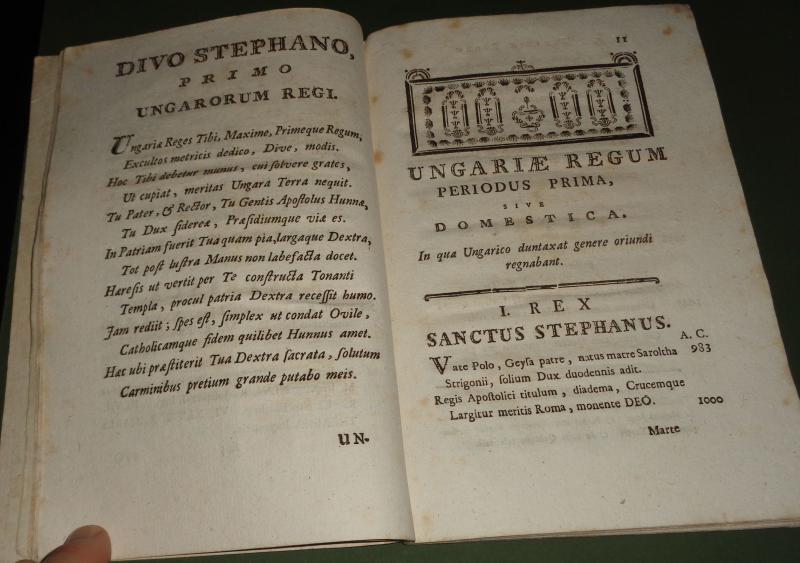 DIVO STEPHANO,
PRIMO
UNGARORUM REGI.
Ungariæ Reges Tibi, Maxime, Primeque Regum,
Excultos metricis dedico, Dive, modis.
Hoc Tibi debetur munus, cui ſolvere grates,
Ut cupiat, meritas Ungara Terra nequit.
Tu Pater, & Rector, Tu Gentis Apoſtolus Hunnæ,
Tu Dux ſidereæ, Præſidiumque viæ es.
In Patriam fuerit Tua quam pia, largaque Dextra,
Tot poſt luſtra Manus non labefacta docet.
Hæreſis ut vertit per Te conſtructa Tonanti
Templa, procul patria Dextra receſſit humo.
Jam rediit; ſpes eſt, ſimplex ut condat Ovile,
Catholicamque fidem quilibet Hunnus amet.
Hac ubi præſtiterit Tua Dextra ſacrata, ſolutum
Carminibus pretium grande putabo meis.
UN-
11
UNGARIÆ REGUM
PERIODUS PRIMA,
SIVE
DOMESTICA.
In qua Ungarico duntaxat genere oriundi
regnabant.
I. REX
SANCTUS STEPHANUS.
A. C.
Vate Polo, Geyſa patre, natus matre Saroltha 983
Strigonii, ſolium Dux duodennis adit.
Regis Apoſtolici titulum, diadema, Crucemque
Largitur meritis Roma, monente DEO. 1000
Marte